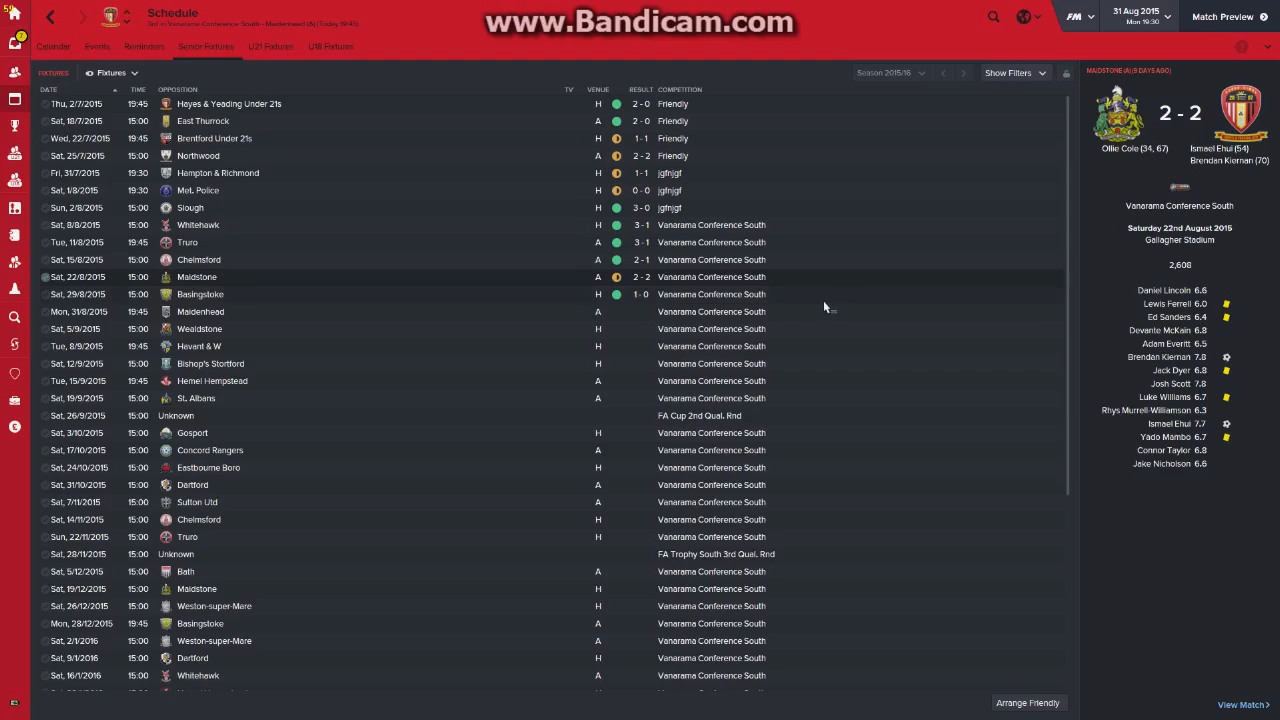 www.Bandicam.com
Schedule
3rd in Vanarama Conference South - Maidenhead (A) (Today 19:45)
31 Aug 2015
Mon 19:30
Match Preview
Calendar Events Reminders Senior Fixtures U21 Fixtures U18 Fixtures
FIXTURES Fixtures Season 2015/16 Show Filters
DATE TIME OPPOSITION TV VENUE RESULT COMPETITION
Thu, 2/7/2015 19:45 Hayes & Yeading Under 21s H 2 - 0 Friendly
Sat, 18/7/2015 15:00 East Thurrock A 2 - 0 Friendly
Wed, 22/7/2015 19:45 Brentford Under 21s H 1 - 1 Friendly
Sat, 25/7/2015 15:00 Northwood A 2 - 2 Friendly
Fri, 31/7/2015 19:30 Hampton & Richmond H 1 - 1 jgfnjgf
Sat, 1/8/2015 19:30 Met. Police H 0 - 0 jgfnjgf
Sun, 2/8/2015 15:00 Slough H 3 - 0 jgfnjgf
Sat, 8/8/2015 15:00 Whitehawk H 3 - 1 Vanarama Conference South
Tue, 11/8/2015 19:45 Truro A 3 - 1 Vanarama Conference South
Sat, 15/8/2015 15:00 Chelmsford A 2 - 1 Vanarama Conference South
Sat, 22/8/2015 15:00 Maidstone A 2 - 2 Vanarama Conference South
Sat, 29/8/2015 15:00 Basingstoke H 1 - 0 Vanarama Conference South
Mon, 31/8/2015 19:45 Maidenhead A Vanarama Conference South
Sat, 5/9/2015 15:00 Wealdstone H Vanarama Conference South
Tue, 8/9/2015 19:45 Havant & W H Vanarama Conference South
Sat, 12/9/2015 15:00 Bishop's Stortford H Vanarama Conference South
Tue, 15/9/2015 19:45 Hemel Hempstead A Vanarama Conference South
Sat, 19/9/2015 15:00 St. Albans A Vanarama Conference South
Sat, 26/9/2015 15:00 Unknown FA Cup 2nd Qual. Rnd
Sat, 3/10/2015 15:00 Gosport H Vanarama Conference South
Sat, 17/10/2015 15:00 Concord Rangers A Vanarama Conference South
Sat, 24/10/2015 15:00 Eastbourne Boro H Vanarama Conference South
Sat, 31/10/2015 15:00 Dartford A Vanarama Conference South
Sat, 7/11/2015 15:00 Sutton Utd A Vanarama Conference South
Sat, 14/11/2015 15:00 Chelmsford H Vanarama Conference South
Sun, 22/11/2015 15:00 Truro H Vanarama Conference South
Sat, 28/11/2015 15:00 Unknown FA Trophy South 3rd Qual. Rnd
Sat, 5/12/2015 15:00 Bath A Vanarama Conference South
Sat, 19/12/2015 15:00 Maidstone H Vanarama Conference South
Sat, 26/12/2015 15:00 Weston-super-Mare H Vanarama Conference South
Mon, 28/12/2015 19:45 Basingstoke A Vanarama Conference South
Sat, 2/1/2016 15:00 Weston-super-Mare A Vanarama Conference South
Sat, 9/1/2016 15:00 Dartford H Vanarama Conference South
Sat, 16/1/2016 15:00 Whitehawk A Vanarama Conference South
Arrange Friendly
MAIDSTONE (A) (9 DAYS AGO)
2 - 2
Ollie Cole (34, 67) Ismael Ehui (54)
Brendan Kiernan (70)
Vanarama Conference South
Saturday 22nd August 2015
Gallagher Stadium
2,608
Daniel Lincoln 6.6
Lewis Ferrell 6.0
Ed Sanders 6.4
Devante McKain 6.8
Adam Everitt 6.5
Brendan Kiernan 7.8
Jack Dyer 6.8
Josh Scott 7.8
Luke Williams 6.7
Rhys Murrell-Williamson 6.3
Ismael Ehui 7.7
Yado Mambo 6.7
Connor Taylor 6.8
Jake Nicholson 6.6
View Match